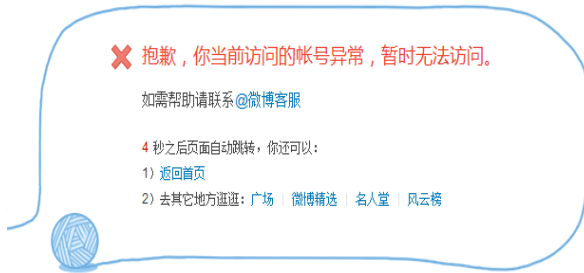 抱歉，你当前访问的帐号异常，暂时无法访问。
如需帮助请联系@微博客服
4 秒之后页面自动跳转，你还可以：
1）返回首页
2）去其它地方逛逛：广场 | 微博精选 | 名人堂 | 风云榜